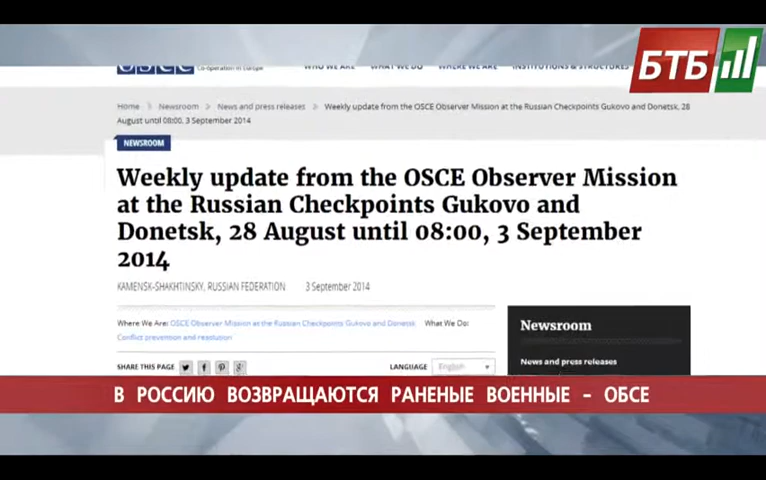 БТБ
OSCE
Co-operation in Europe
WHO WE ARE WHAT WE DO WHERE WE ARE INSTITUTIONS & STRUCTURES
Home Newsroom News and press releases Weekly update from the OSCE Observer Mission at the Russian Checkpoints Gukovo and Donetsk, 28
August until 08:00, 3 September 2014
NEWSROOM
Weekly update from the OSCE Observer Mission
at the Russian Checkpoints Gukovo and
Donetsk, 28 August until 08:00, 3 September
2014
KAMENSK-SHAKHTINSKY, RUSSIAN FEDERATION 3 September 2014
Where We Are: OSCE Observer Mission at the Russian Checkpoints Gukovo and Donetsk What We Do:
Conflict prevention and resolution
Newsroom
SHARE THIS PAGE LANGUAGE English
News and press releases
В РОССИЮ ВОЗВРАЩАЮТСЯ РАНЕНЫЕ ВОЕННЫЕ - ОБСЕ